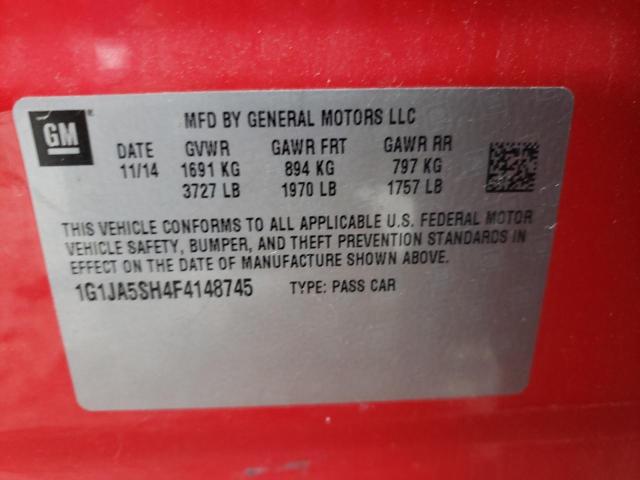 GM ® MFD BY GENERAL MOTORS LLC
DATE GVWR GAWR FRT GAWR RR
11/14 1691 KG 894 KG 797 KG
3727 LB 1970 LB 1757 LB
THIS VEHICLE CONFORMS TO ALL APPLICABLE U.S. FEDERAL MOTOR
VEHICLE SAFETY, BUMPER, AND THEFT PREVENTION STANDARDS IN
EFFECT ON THE DATE OF MANUFACTURE SHOWN ABOVE.
1G1JA5SH4F4148745 TYPE: PASS CAR